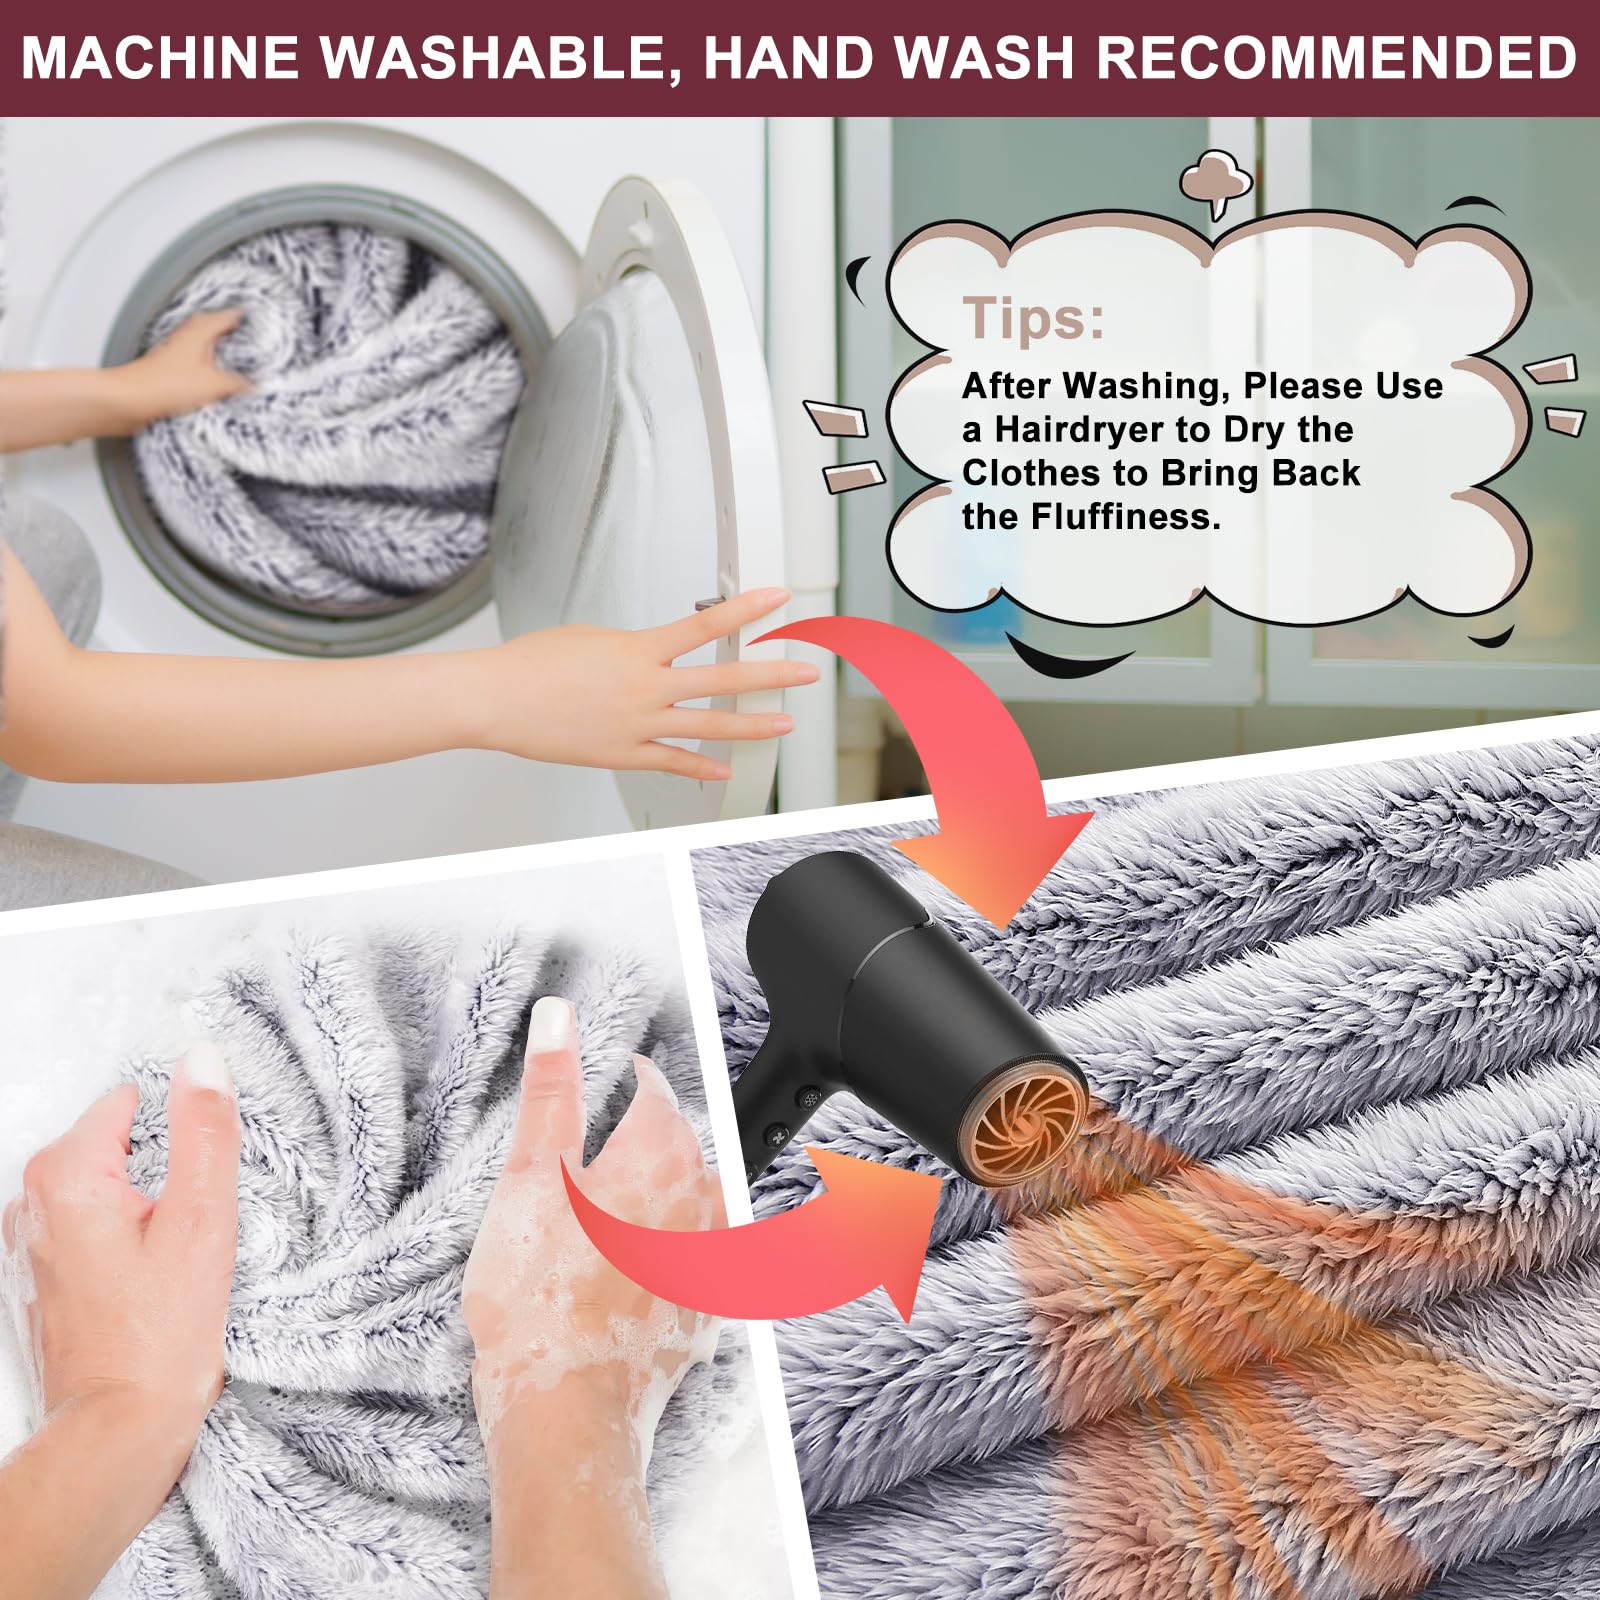 MACHINE WASHABLE, HAND WASH RECOMMENDED
Tips:
After Washing, Please Use
a Hairdryer to Dry the
Clothes to Bring Back
the Fluffiness.